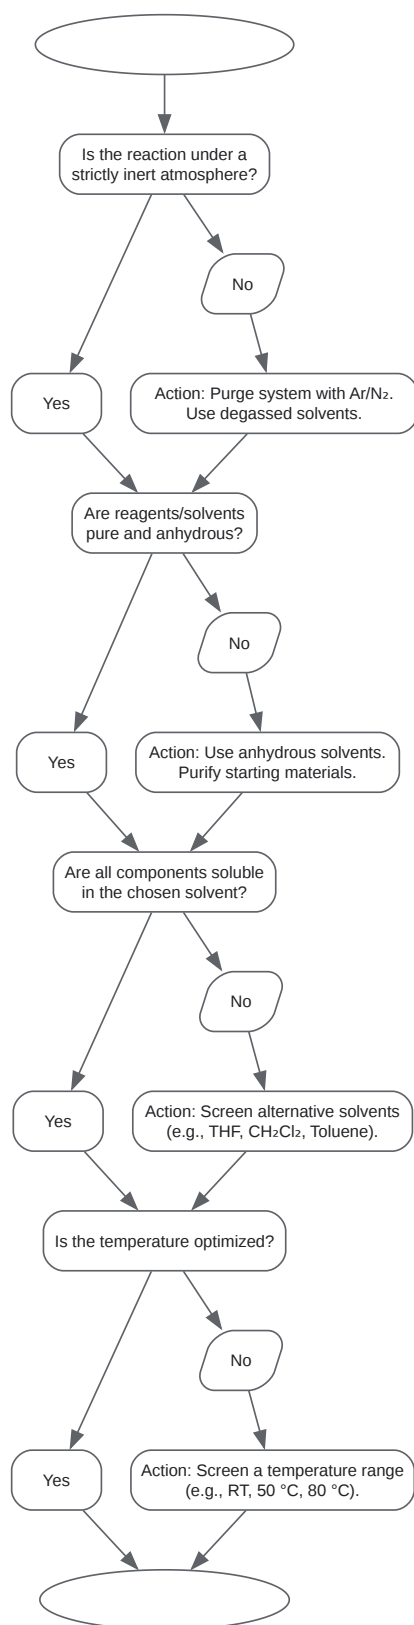 Is the reaction under a
strictly inert atmosphere?
No
Yes
Action: Purge system with Ar/N₂.
Use degassed solvents.
Are reagents/solvents
pure and anhydrous?
No
Yes
Action: Use anhydrous solvents.
Purify starting materials.
Are all components soluble
in the chosen solvent?
No
Yes
Action: Screen alternative solvents
(e.g., THF, CH₂Cl₂, Toluene).
Is the temperature optimized?
No
Yes
Action: Screen a temperature range
(e.g., RT, 50 °C, 80 °C).